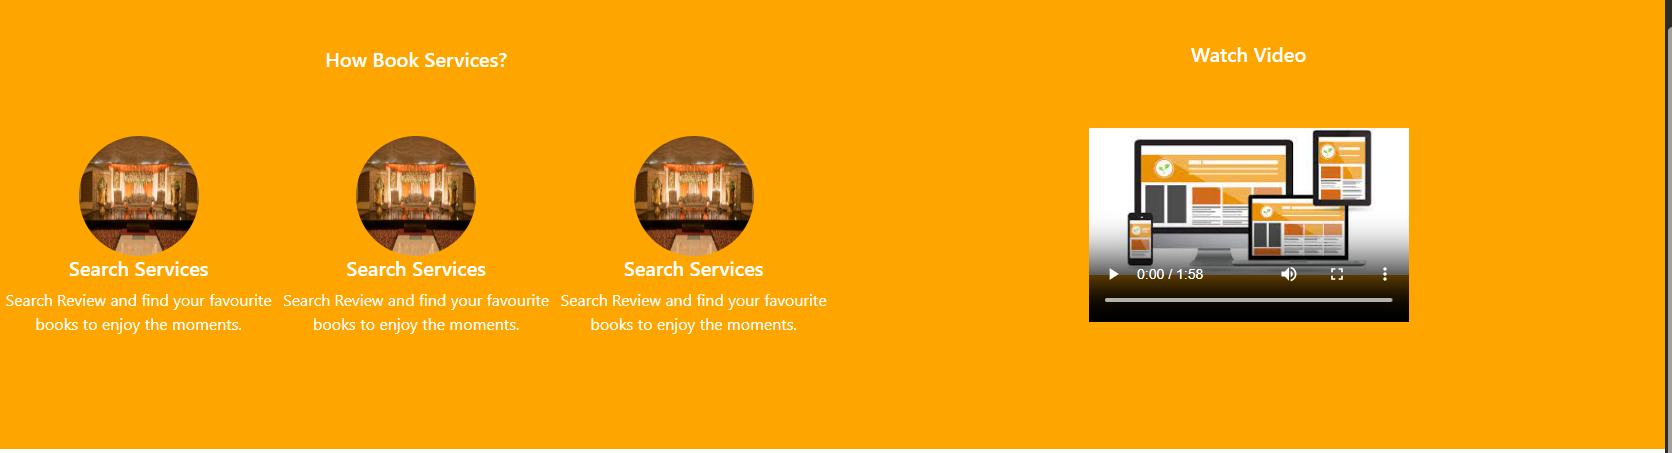 How Book Services?
Watch Video
Search Services
Search Review and find your favourite
books to enjoy the moments.
Search Services
Search Review and find your favourite
books to enjoy the moments.
Search Services
Search Review and find your favourite
books to enjoy the moments.
0:00 / 1:58